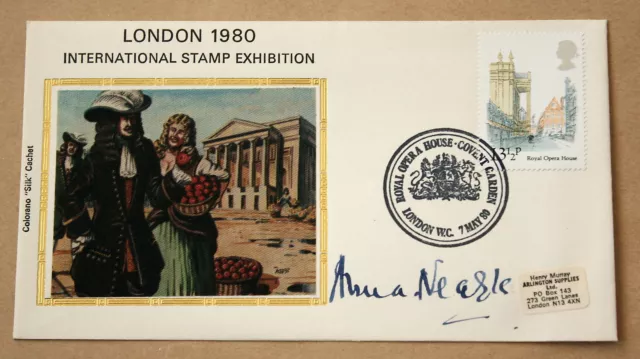 LONDON 1980
INTERNATIONAL STAMP EXHIBITION
Colorano "Silk" Cachet
13½P
Royal Opera House
ROYAL OPERA HOUSE · COVENT GARDEN
LONDON W.C. 7 MAY 80
Anna Neagle
Henry Murray
ARLINGTON SUPPLIES
Ltd.
PO Box 143
273 Green Lanes
London N13 4XN